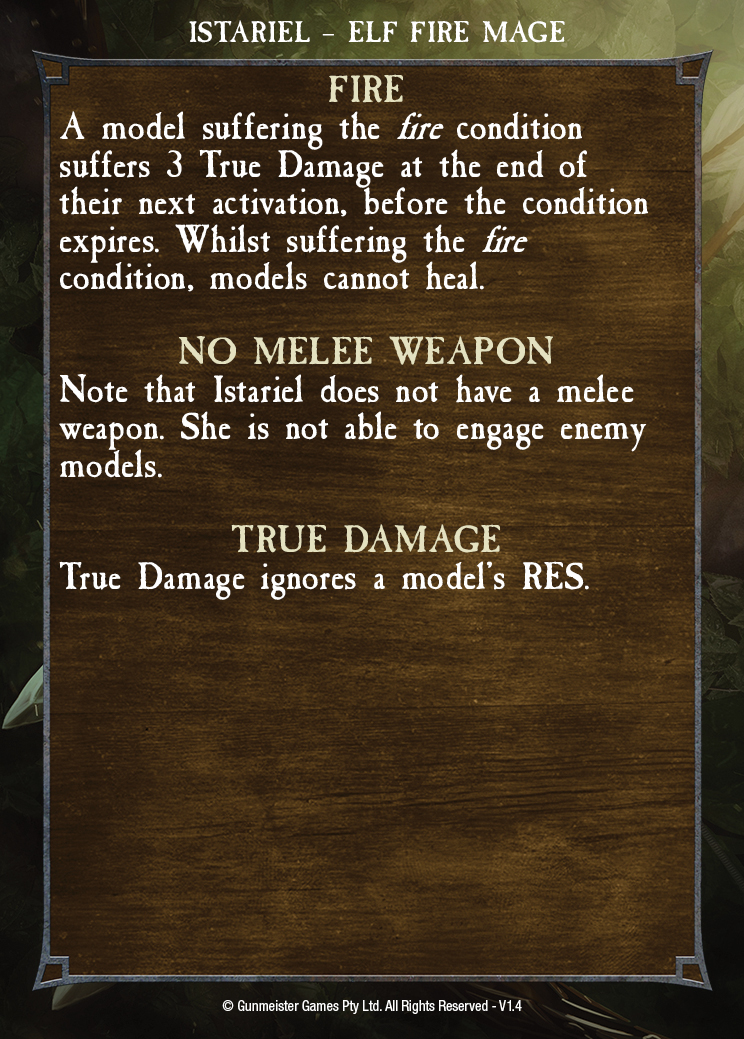 ISTARIEL – ELF FIRE MAGE
FIRE
A model suffering the fire condition
suffers 3 True Damage at the end of
their next activation, before the condition
expires. Whilst suffering the fire
condition, models cannot heal.
NO MELEE WEAPON
Note that Istariel does not have a melee
weapon. She is not able to engage enemy
models.
TRUE DAMAGE
True Damage ignores a model's RES.
© Gunmeister Games Pty Ltd. All Rights Reserved - V1.4